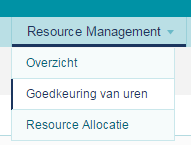 Resource Management
Overzicht
Goedkeuring van uren
Resource Allocatie